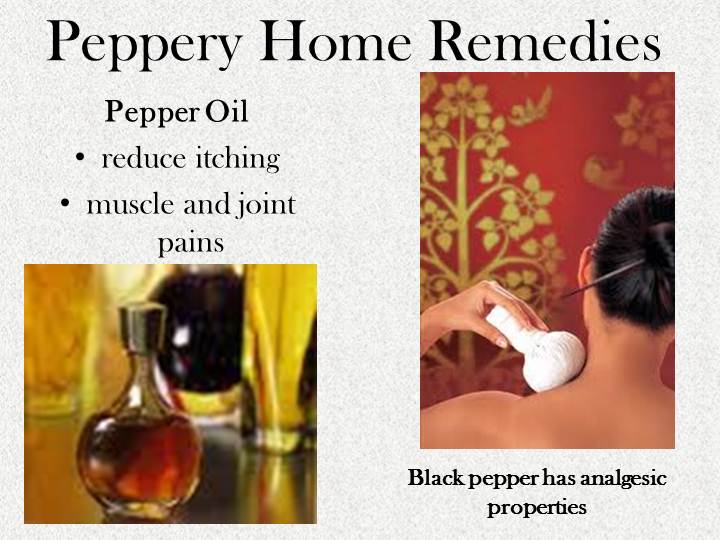 Peppery Home Remedies
Pepper Oil
• reduce itching
• muscle and joint
pains
Black pepper has analgesic
properties